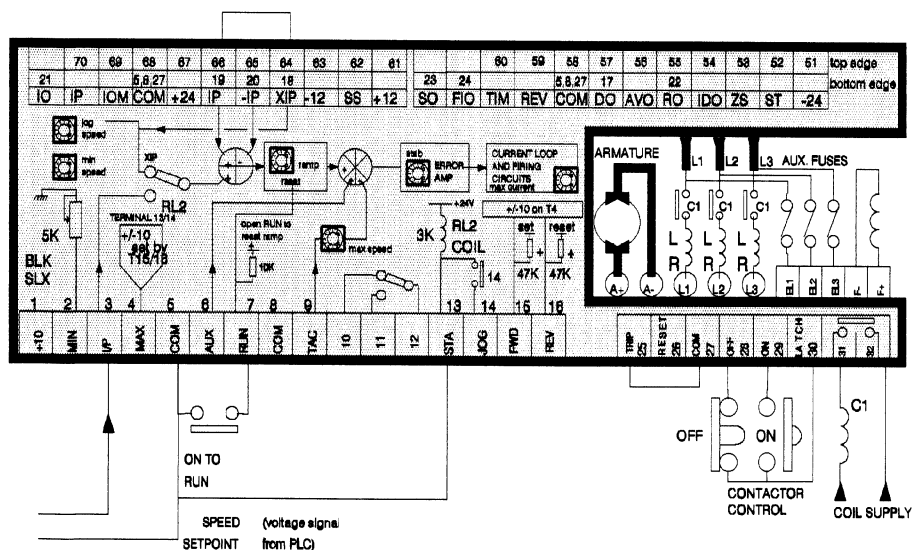 70 69 68 67 66 65 64 63 62 61
60 59 58 57 56 55 54 53 52 51 top edge
21 5,8,27 19 20 18
23 24 5,8,27 17 22 bottom edge
IO IP IOM COM +24 IP -IP XIP -12 SS +12
SO FIO TIM REV COM DO AVO RO IDO ZS ST -24
log
speed
min
speed
XIP
RL2
ramp
reset
stab
ERROR
AMP
CURRENT LOOP
AND FIRING
CIRCUITS
max current
ARMATURE
L1 L2 L3 AUX. FUSES
C1 C1 C1
L L L
R R R
A+ A- L1 L2 L3 EL1 EL2 EL3 F- F+
5K
BLK
SLX
TERMINAL 13/14
+/-10
set by
T15/16
open RUN to
reset ramp
10K
max speed
+24V
3K
RL2
COIL
14
+/-10 on T4
set reset
47K 47K
1 2 3 4 5 6 7 8 9 13 14 15 16
+10 MIN I/P MAX COM AUX RUN COM TAC 10 11 12 STA JOG FWD REV
TRIP RESET COM OFF ON LATCH
25 26 27 28 29 30 31 32
ON TO
RUN
OFF ON
C1
CONTACTOR
CONTROL
COIL SUPPLY
SPEED (voltage signal
SETPOINT from PLC)